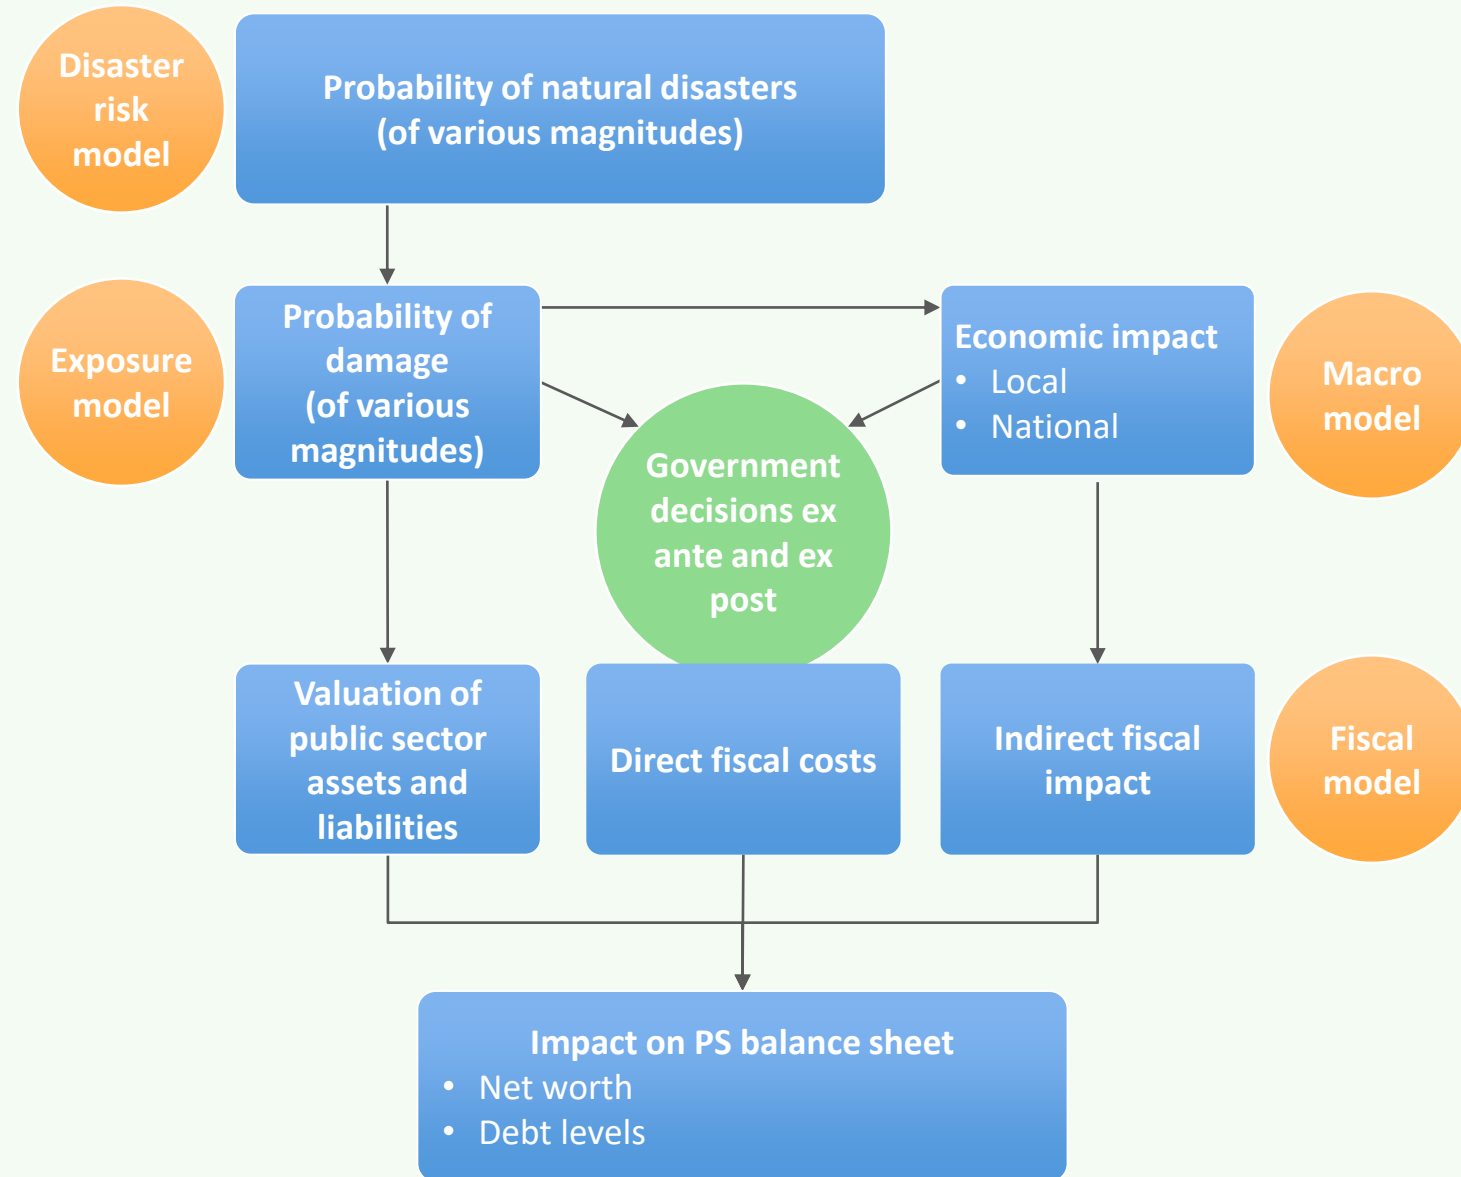 Disaster
risk
model
Probability of natural disasters
(of various magnitudes)
Exposure
model
Probability of
damage
(of various
magnitudes)
Economic impact
• Local
• National
Macro
model
Government
decisions ex
ante and ex
post
Valuation of
public sector
assets and
liabilities
Direct fiscal costs
Indirect fiscal
impact
Fiscal
model
Impact on PS balance sheet
• Net worth
• Debt levels